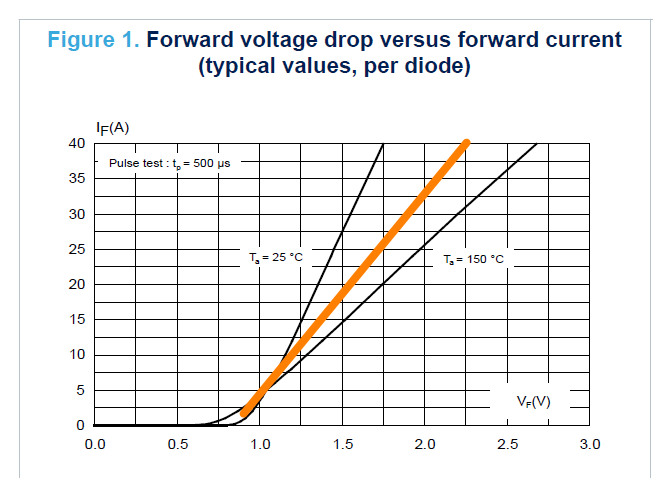 Figure 1. Forward voltage drop versus forward current
(typical values, per diode)
IF(A)
40
Pulse test : tp = 500 µs
35
30
25
Ta = 25 °C
Ta = 150 °C
20
15
10
5
VF(V)
0
0.0 0.5 1.0 1.5 2.0 2.5 3.0